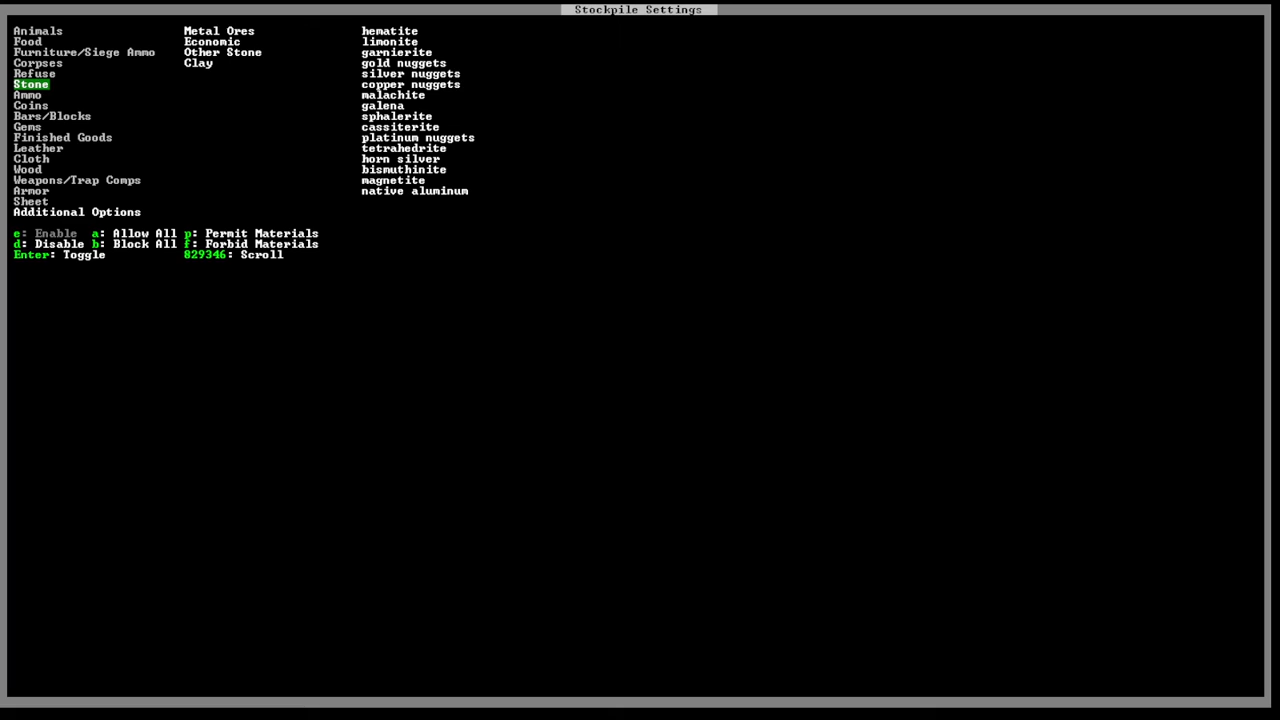 Stockpile Settings
Animals Metal Ores hematite
Food Economic limonite
Furniture/Siege Ammo Other Stone garnierite
Corpses Clay gold nuggets
Refuse silver nuggets
Stone copper nuggets
Ammo malachite
Coins galena
Bars/Blocks sphalerite
Gems cassiterite
Finished Goods platinum nuggets
Leather tetrahedrite
Cloth horn silver
Wood bismuthinite
Weapons/Trap Comps magnetite
Armor native aluminum
Sheet
Additional Options
e: Enable a: Allow All p: Permit Materials
d: Disable b: Block All f: Forbid Materials
Enter: Toggle 829346: Scroll